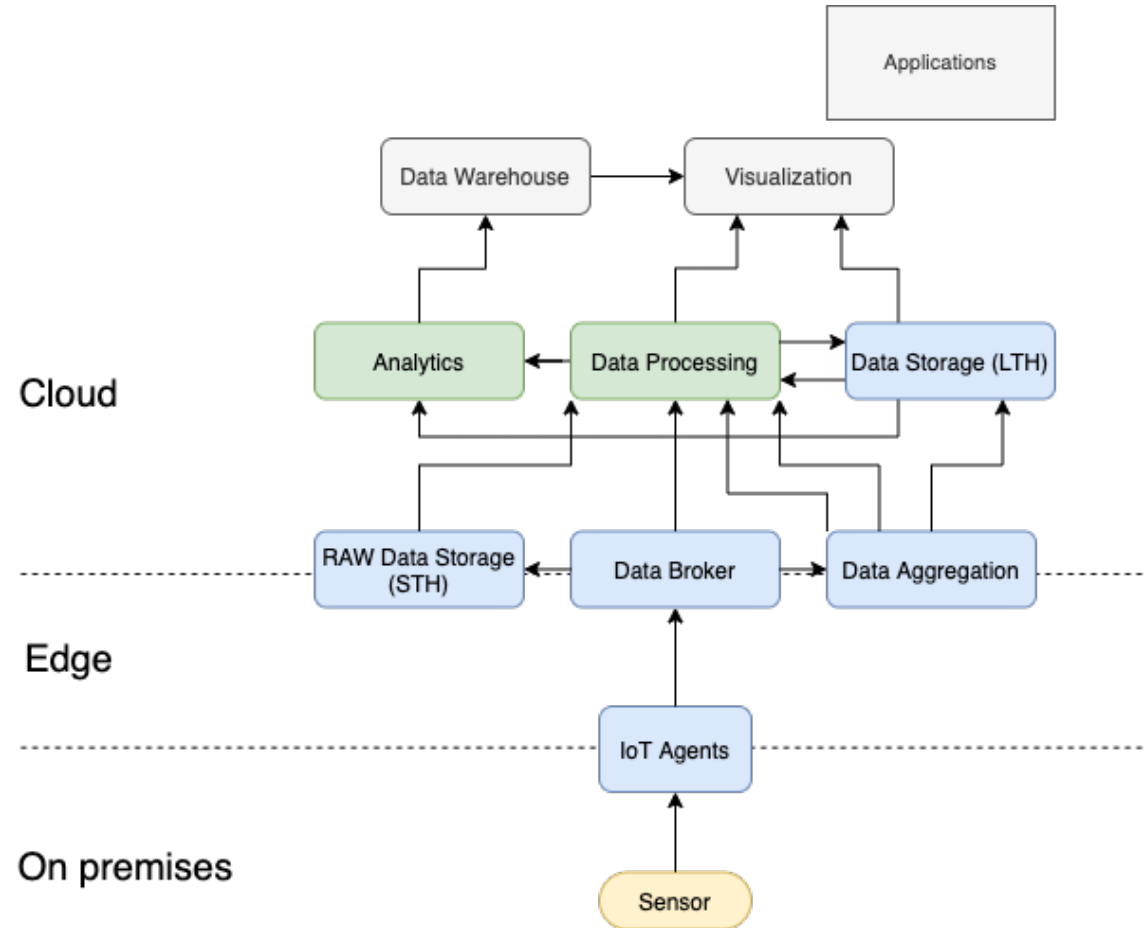 Applications
Data Warehouse
Visualization
Cloud
Analytics
Data Processing
Data Storage (LTH)
RAW Data Storage
(STH)
Data Broker
Data Aggregation
Edge
IoT Agents
On premises
Sensor